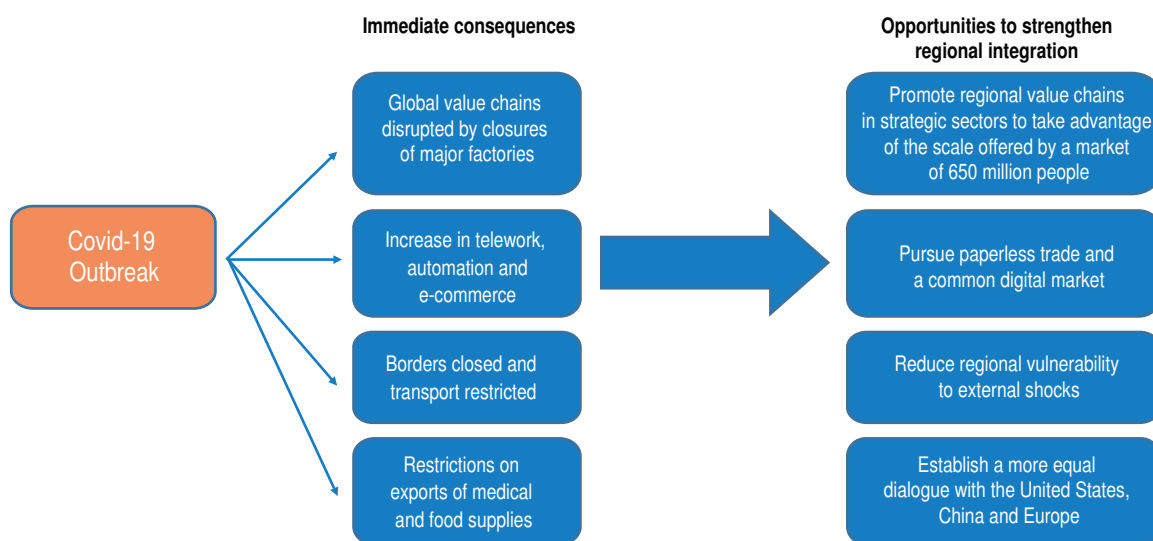 Immediate consequences
Opportunities to strengthen
regional integration
Covid-19
Outbreak
Global value chains
disrupted by closures
of major factories
Increase in telework,
automation and
e-commerce
Borders closed and
transport restricted
Restrictions on
exports of medical
and food supplies
Promote regional value chains
in strategic sectors to take advantage
of the scale offered by a market
of 650 million people
Pursue paperless trade and
a common digital market
Reduce regional vulnerability
to external shocks
Establish a more equal
dialogue with the United States,
China and Europe